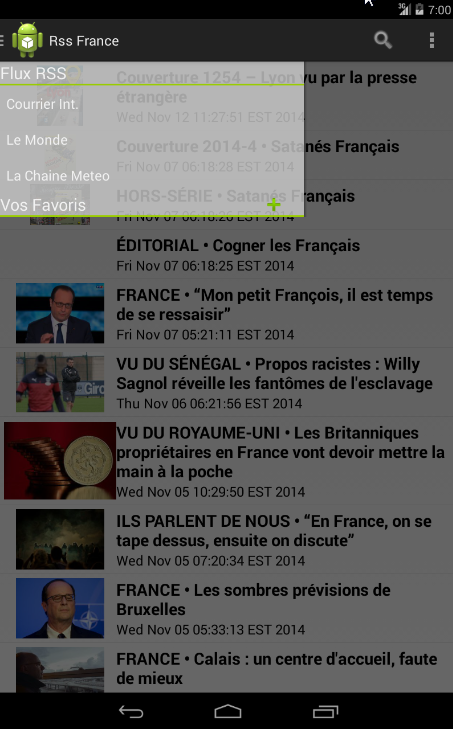 3G 7:00
Rss France
Flux RSS
Courrier Int.
Le Monde
La Chaine Meteo
Vos Favoris
Couverture 1254 – Lyon vu par la presse
étrangère
Wed Nov 12 11:27:51 EST 2014
Couverture 2014-4 • Satanés Français
Fri Nov 07 06:18:28 EST 2014
HORS-SÉRIE • Satanés Français
Fri Nov 07 06:18:26 EST 2014
ÉDITORIAL • Cogner les Français
Fri Nov 07 06:18:25 EST 2014
FRANCE • “Mon petit François, il est temps
de se ressaisir”
Fri Nov 07 05:21:11 EST 2014
VU DU SÉNÉGAL • Propos racistes : Willy
Sagnol réveille les fantômes de l'esclavage
Thu Nov 06 06:21:56 EST 2014
VU DU ROYAUME-UNI • Les Britanniques
propriétaires en France vont devoir mettre la
main à la poche
Wed Nov 05 10:29:50 EST 2014
ILS PARLENT DE NOUS • “En France, on se
tape dessus, ensuite on discute”
Wed Nov 05 07:20:34 EST 2014
FRANCE • Les sombres prévisions de
Bruxelles
Wed Nov 05 05:33:13 EST 2014
FRANCE • Calais : un centre d'accueil, faute
de mieux